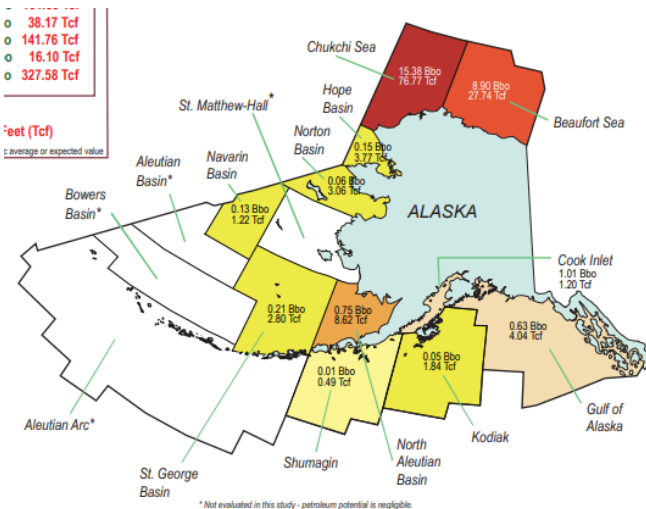 38.17 Tcf
141.76 Tcf
16.10 Tcf
327.58 Tcf
Feet (Tcf)
average or expected value
Chukchi Sea
15.38 Bbo
76.77 Tcf
8.90 Bbo
27.74 Tcf
Beaufort Sea
St. Matthew-Hall*
Hope
Basin
0.15 Bbo
3.77 Tcf
Norton
Basin
0.06 Bbo
3.06 Tcf
Navarin
Basin
0.13 Bbo
1.22 Tcf
Aleutian
Basin*
Bowers
Basin*
ALASKA
Cook Inlet
1.01 Bbo
1.20 Tcf
0.21 Bbo
2.80 Tcf
0.75 Bbo
8.62 Tcf
0.63 Bbo
4.04 Tcf
0.01 Bbo
0.49 Tcf
0.05 Bbo
1.84 Tcf
Aleutian Arc*
St. George
Basin
Shumagin
North
Aleutian
Basin
Kodiak
Gulf of
Alaska
* Not evaluated in this study - petroleum potential is negligible.